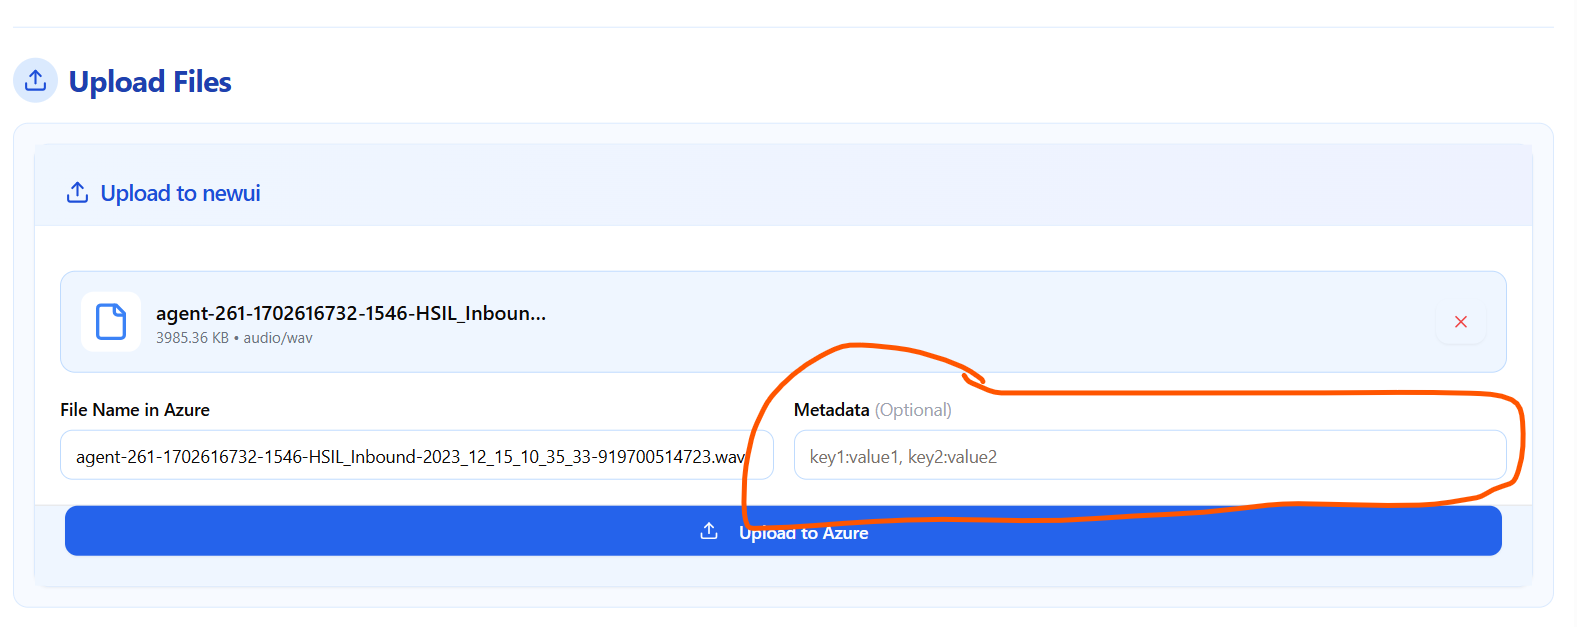 Upload Files
Upload to newui
agent-261-1702616732-1546-HSIL_Inboun...
3985.36 KB • audio/wav
File Name in Azure
agent-261-1702616732-1546-HSIL_Inbound-2023_12_15_10_35_33-919700514723.wav
Metadata (Optional)
key1:value1, key2:value2
Upload to Azure